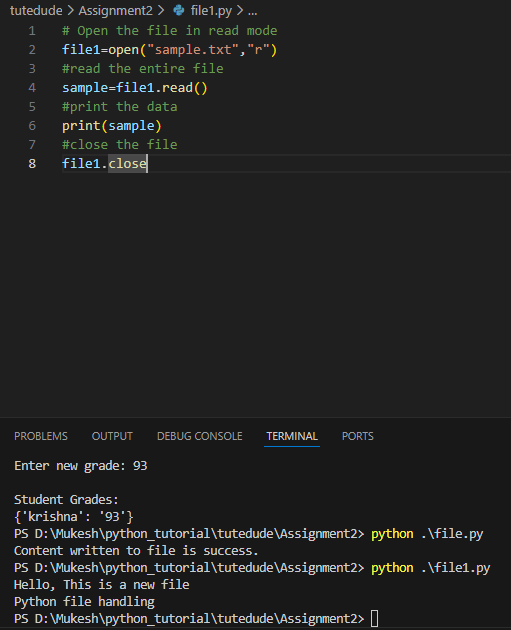 tutedude > Assignment2 > file1.py > ...
1 # Open the file in read mode
2 file1=open("sample.txt","r")
3 #read the entire file
4 sample=file1.read()
5 #print the data
6 print(sample)
7 #close the file
8 file1.close
PROBLEMS OUTPUT DEBUG CONSOLE TERMINAL PORTS
Enter new grade: 93
Student Grades:
{'krishna': '93'}
PS D:\Mukesh\python_tutorial\tutedude\Assignment2> python .\file.py
Content written to file is success.
PS D:\Mukesh\python_tutorial\tutedude\Assignment2> python .\file1.py
Hello, This is a new file
Python file handling
PS D:\Mukesh\python_tutorial\tutedude\Assignment2>